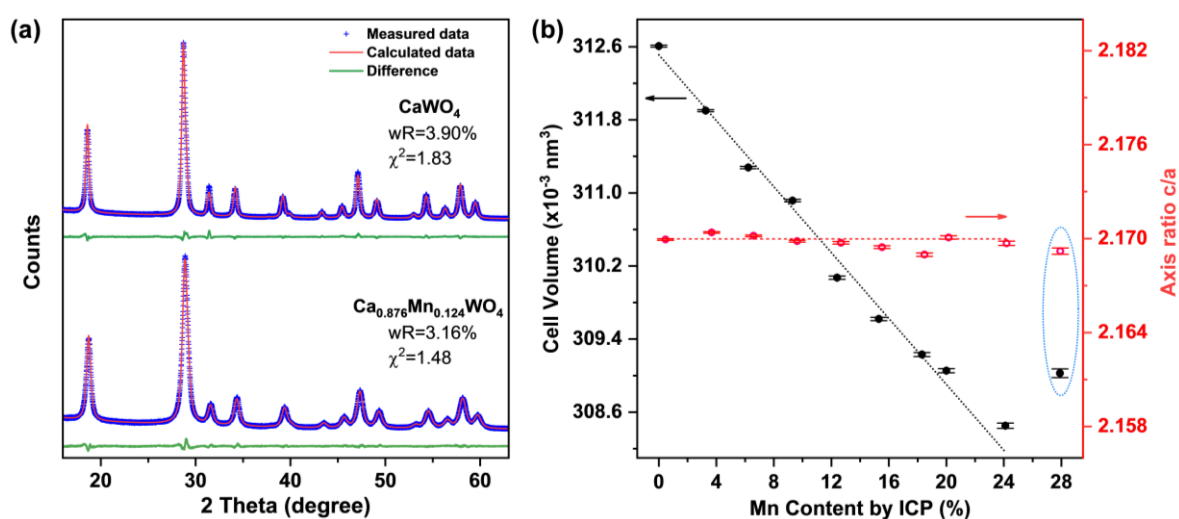 (a)
Measured data
Calculated data
Difference
CaWO₄
wR=3.90%
χ²=1.83
Ca₀.₈₇₆Mn₀.₁₂₄WO₄
wR=3.16%
χ²=1.48
Counts
20 30 40 50 60
2 Theta (degree)
(b)
312.6
311.8
311.0
310.2
309.4
308.6
Cell Volume (x10⁻³ nm³)
0 4 8 12 16 20 24 28
Mn Content by ICP (%)
2.182
2.176
2.170
2.164
2.158
Axis ratio c/a